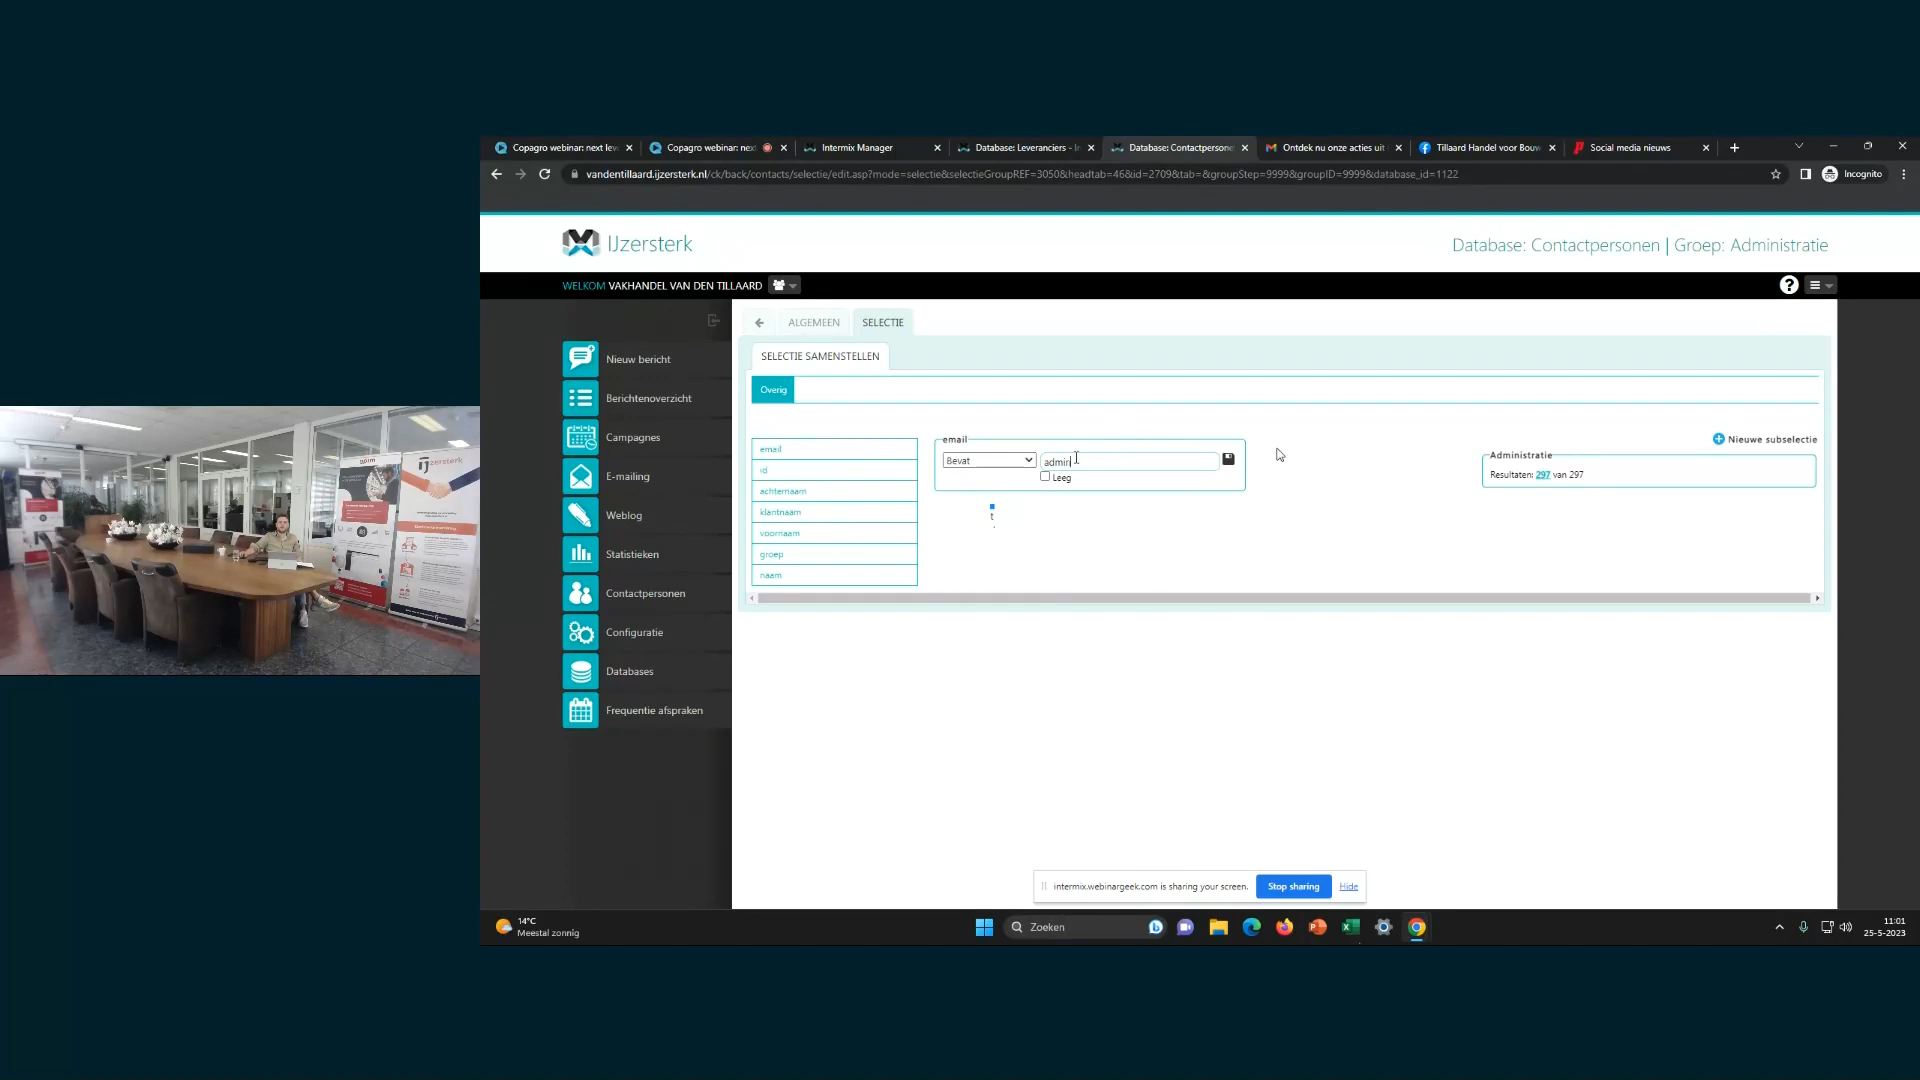 Copagro webinar: next lev
Copagro webinar: nex
Intermix Manager
Database: Leveranciers - In
Database: Contactpersone
Ontdek nu onze acties uit
Tillaard Handel voor Bouw
Social media nieuws
vandentillaard.ijzersterk.nl/ck/back/contacts/selectie/edit.asp?mode=selectie&selectieGroupREF=3050&headtab=46&id=2709&tab=&groupStep=9999&groupID=9999&database_id=1122
Incognito
IJzersterk
Database: Contactpersonen | Groep: Administratie
WELKOM VAKHANDEL VAN DEN TILLAARD
ALGEMEEN
SELECTIE
SELECTIE SAMENSTELLEN
Overig
Nieuw bericht
Berichtenoverzicht
Campagnes
E-mailing
Weblog
Statistieken
Contactpersonen
Configuratie
Databases
Frequentie afspraken
email
id
achternaam
klantnaam
voornaam
groep
naam
email
Bevat
admin
Leeg
t
Nieuwe subselectie
Administratie
Resultaten: 297 van 297
ijzersterk
intermix.webinargeek.com is sharing your screen.
Stop sharing
Hide
14°C
Meestal zonnig
Zoeken
11:01
25-5-2023